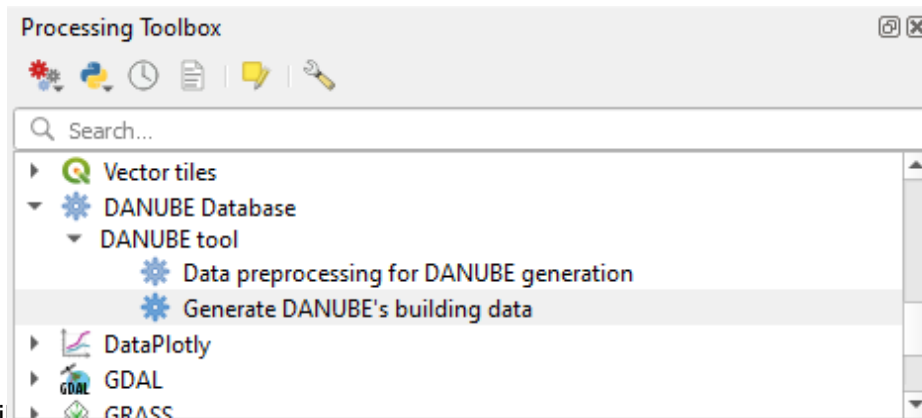 Processing Toolbox
Search...
Vector tiles
DANUBE Database
DANUBE tool
Data preprocessing for DANUBE generation
Generate DANUBE's building data
DataPlotly
GDAL
GDAL
GRASS